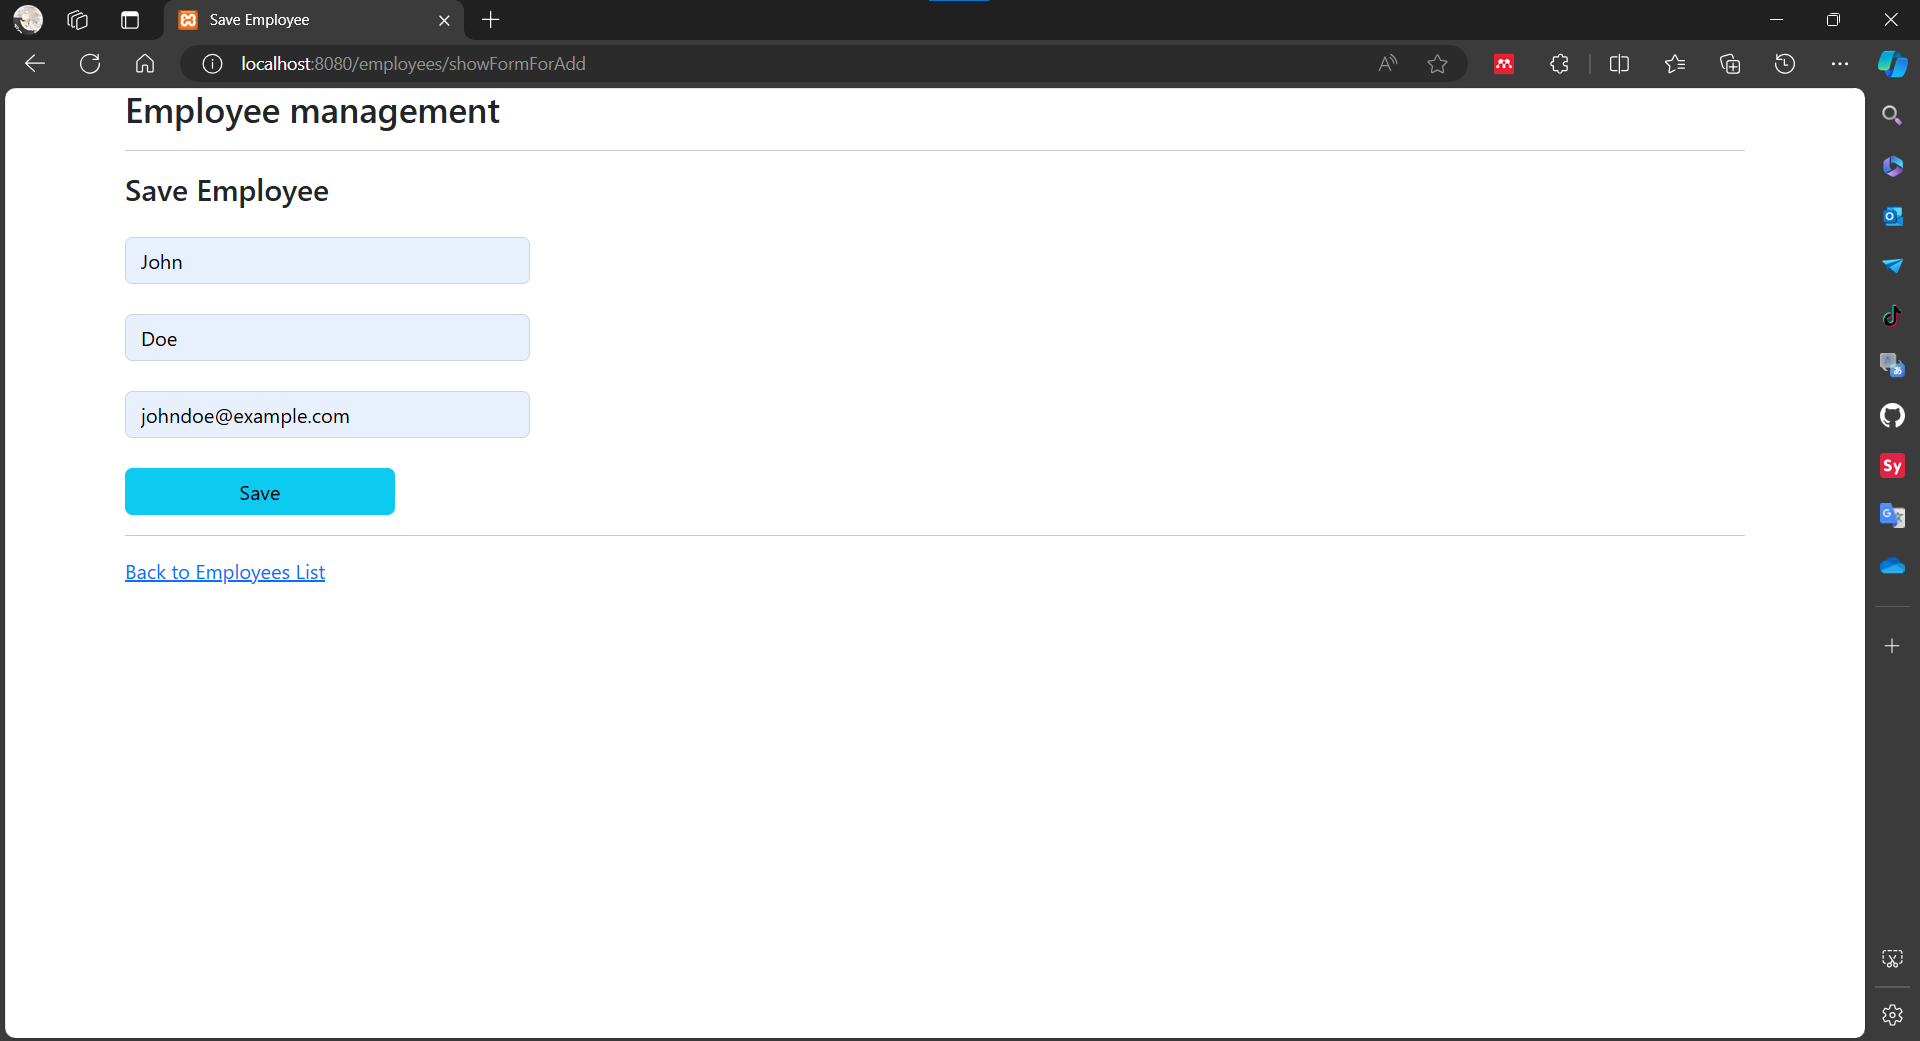 Save Employee
localhost:8080/employees/showFormForAdd
Employee management
Save Employee
John
Doe
johndoe@example.com
Save
Back to Employees List
Sy